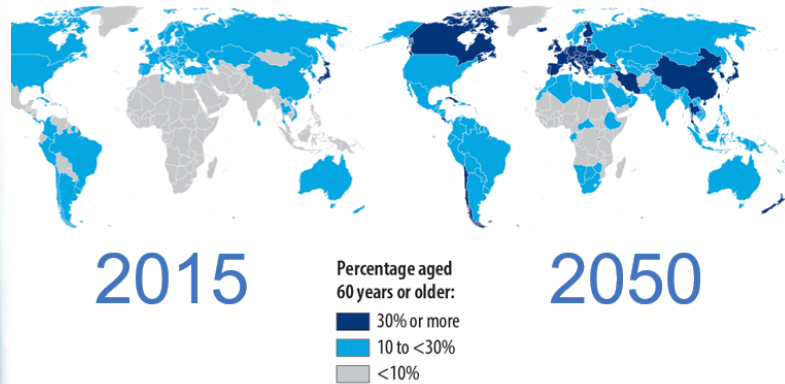 2015
2050
Percentage aged
60 years or older:
30% or more
10 to <30%
<10%